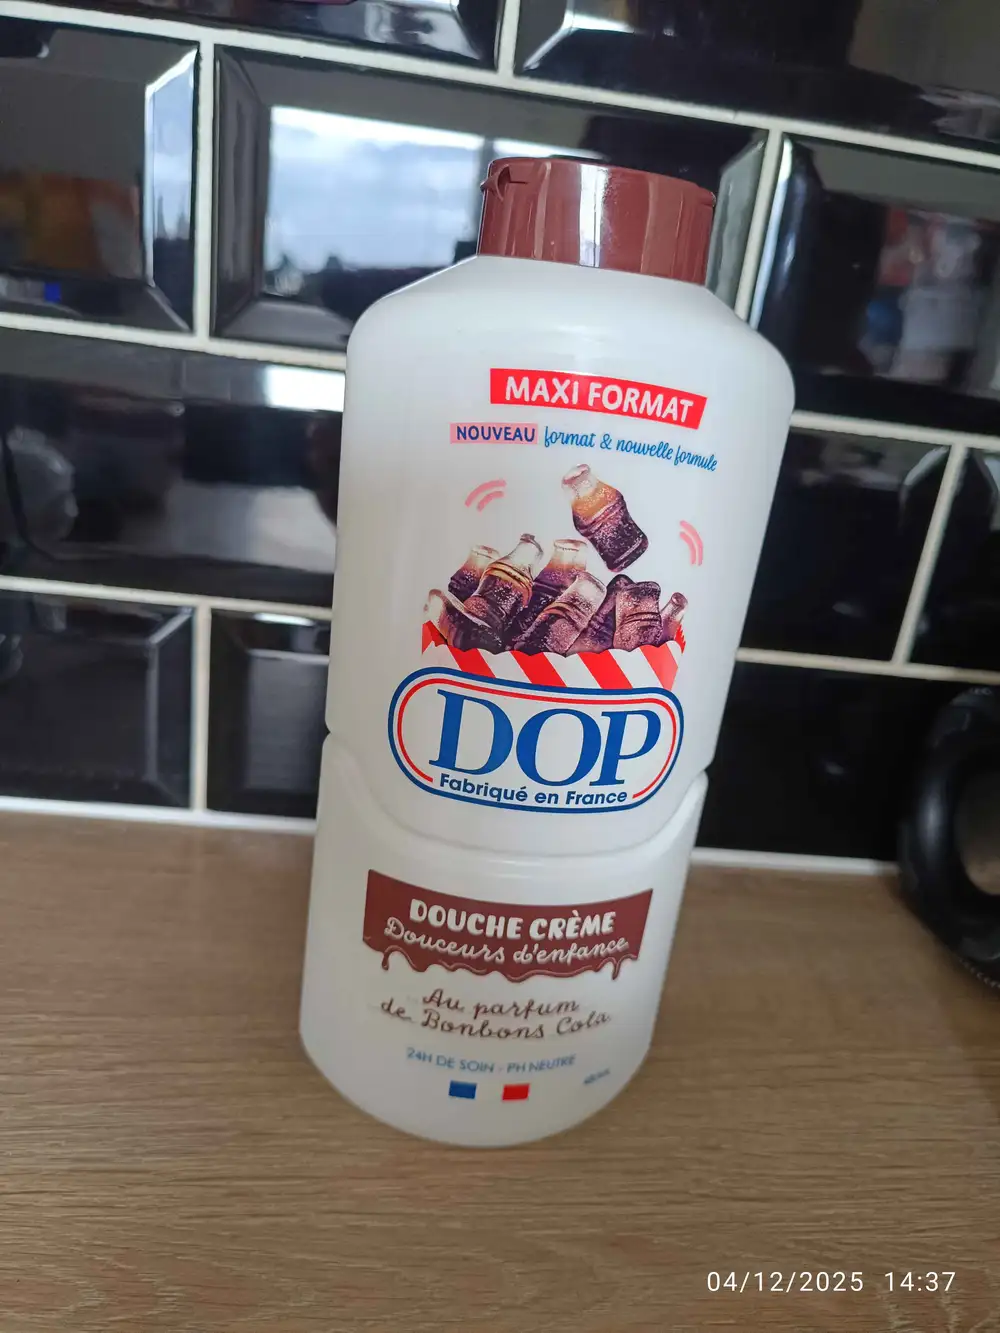 MAXI FORMAT
NOUVEAU format & nouvelle formule
DOP
Fabriqué en France
DOUCHE CRÈME
Douceurs d'enfance
Au parfum
de Bonbons Cola
24H DE SOIN - PH NEUTRE
04/12/2025 14:37